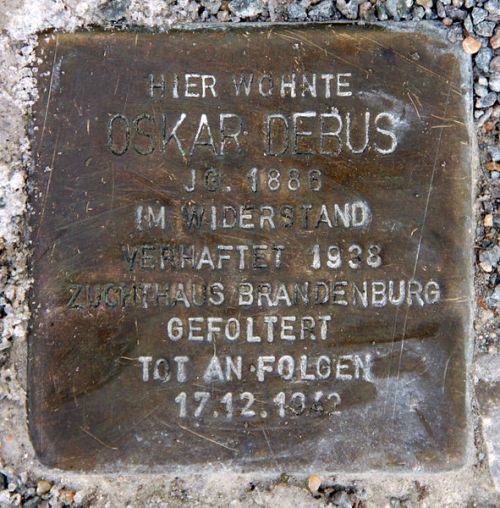 HIER WOHNTE
OSKAR DEBUS
JG. 1886
IM WIDERSTAND
VERHAFTET 1938
ZUCHTHAUS BRANDENBURG
GEFOLTERT
TOT AN FOLGEN
17.12.1942